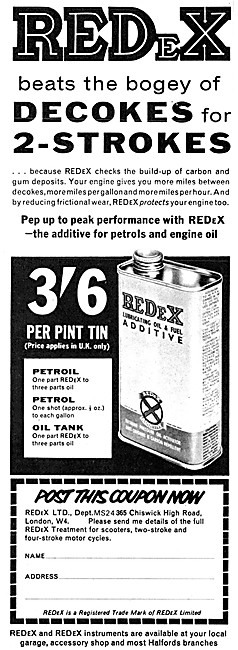 REDEX
beats the bogey of
DECOKES for
2-STROKES
. . . because REDEX checks the build-up of carbon and
gum deposits. Your engine gives you more miles between
decokes, more miles per gallon and more miles per hour. And
by reducing frictional wear, REDEX protects your engine too.
Pep up to peak performance with REDEX
—the additive for petrols and engine oil
3'6
PER PINT TIN
(Price applies in U.K. only)
PETROIL
One part REDEX to
three parts oil
PETROL
One shot (approx. ½ oz.)
to each gallon
OIL TANK
One part REDEX to
three parts oil
REDEX
LUBRICATING OIL & FUEL
ADDITIVE
REDEX
POST THIS COUPON NOW
REDEX LTD., Dept.MS24 365 Chiswick High Road,
London, W4. Please send me details of the full
REDEX Treatment for scooters, two-stroke and
four-stroke motor cycles.
NAME
ADDRESS
REDEX is a Registered Trade Mark of REDEX Limited
REDEX and REDEX instruments are available at your local
garage, accessory shop and most Halfords branches